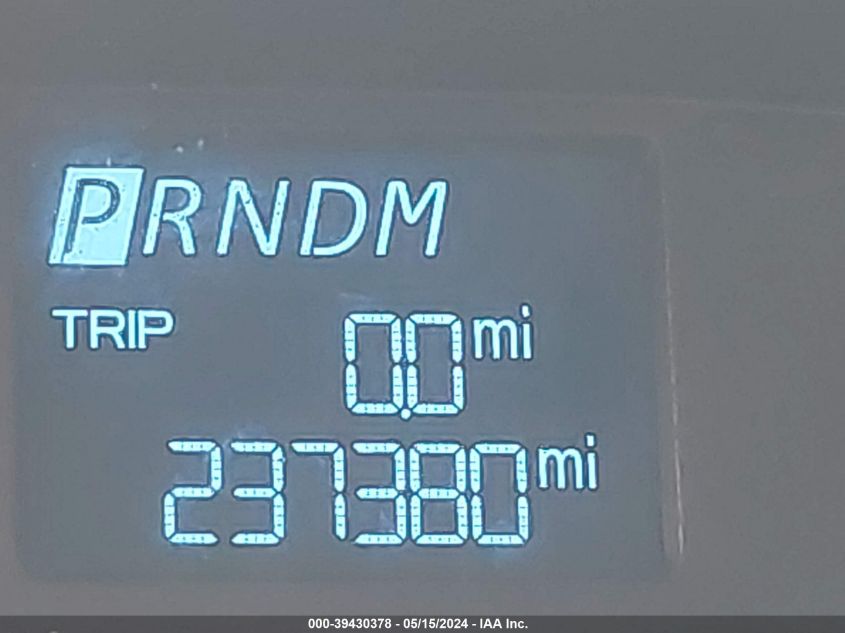 PRNDM
TRIP 0.0 mi
237380 mi
000-39430378 - 05/15/2024 - IAA Inc.